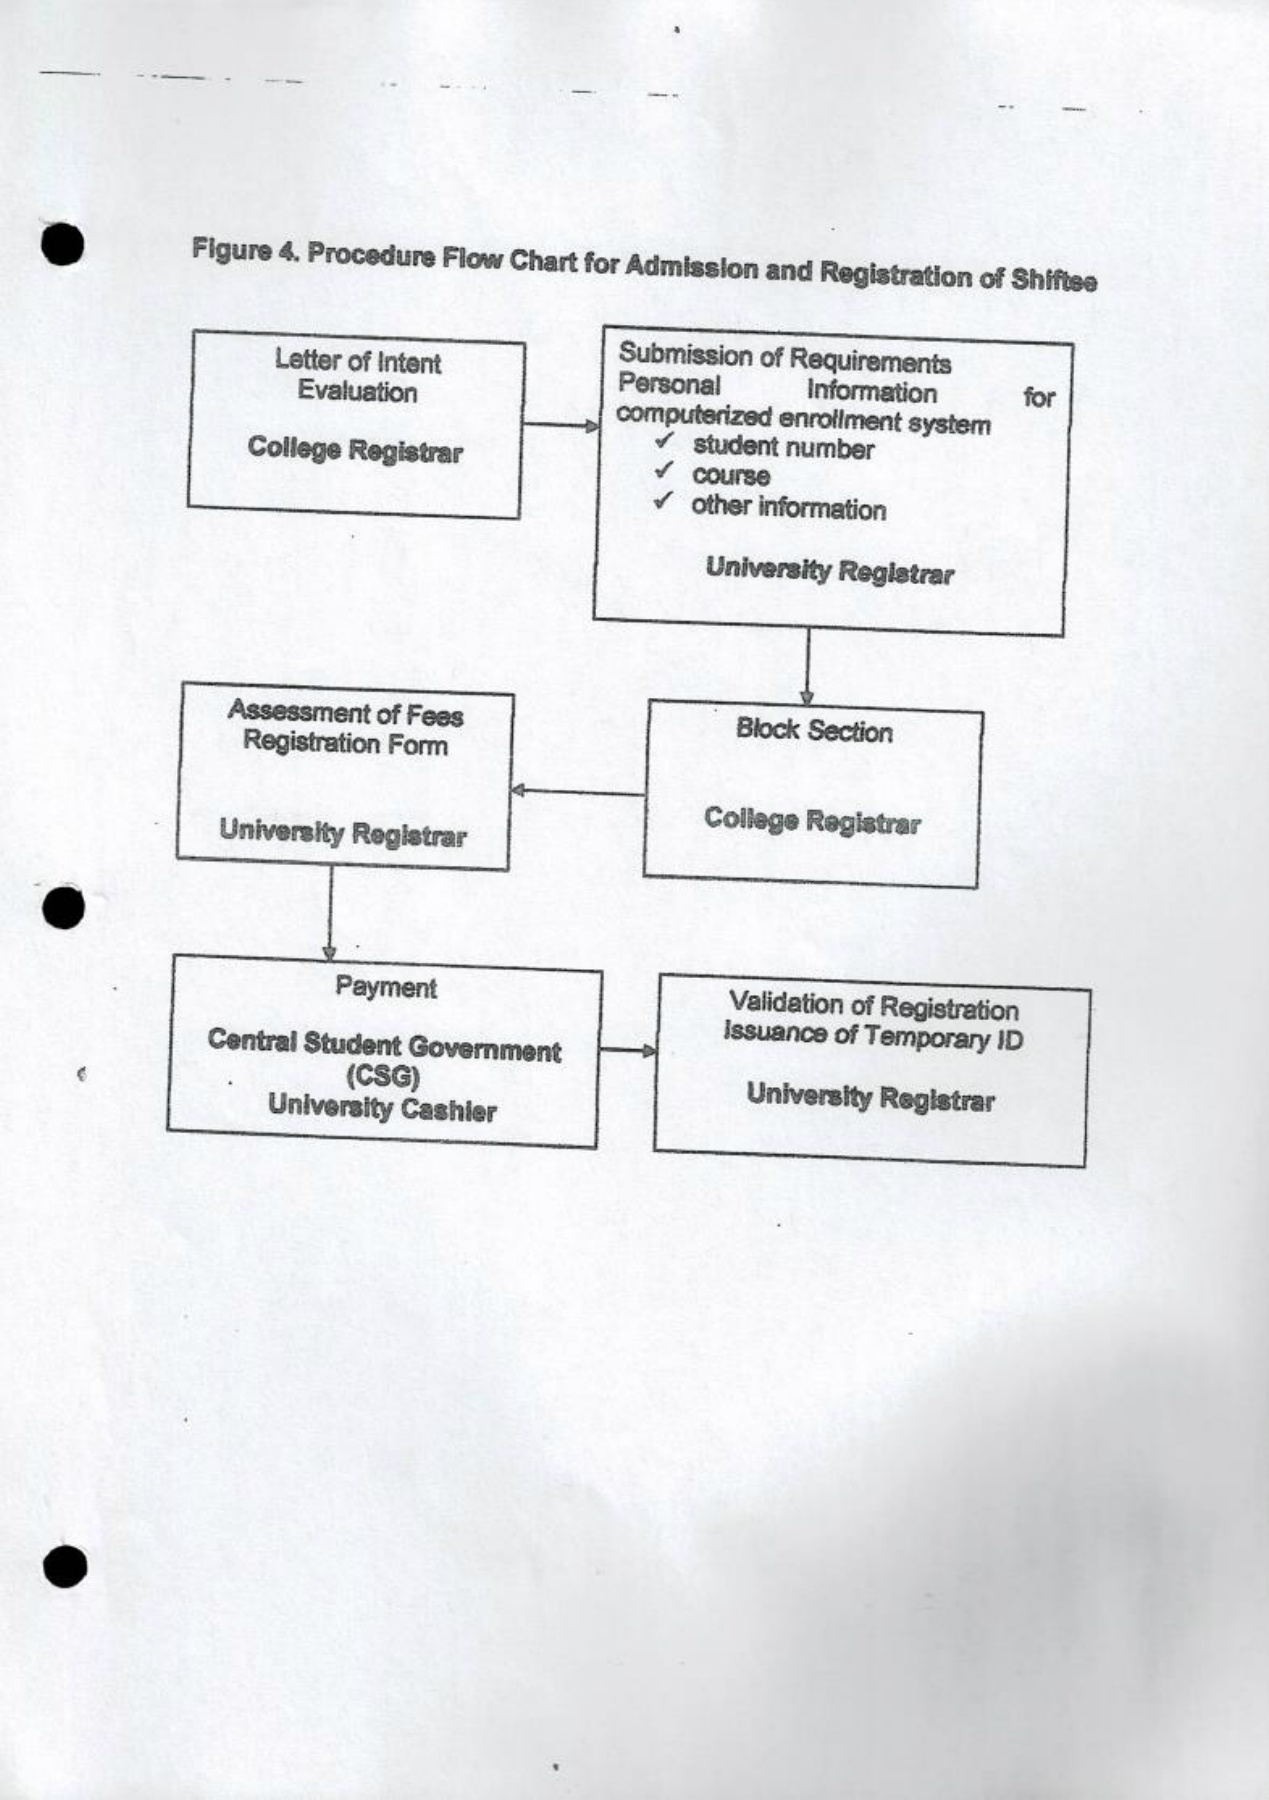 Figure 4. Procedure Flow Chart for Admission and Registration of Shiftee
Letter of Intent
Evaluation
College Registrar
Submission of Requirements
Personal Information for
computerized enrollment system
✓ student number
✓ course
✓ other information
University Registrar
Block Section
College Registrar
Assessment of Fees
Registration Form
University Registrar
Payment
Central Student Government
(CSG)
University Cashier
Validation of Registration
Issuance of Temporary ID
University Registrar